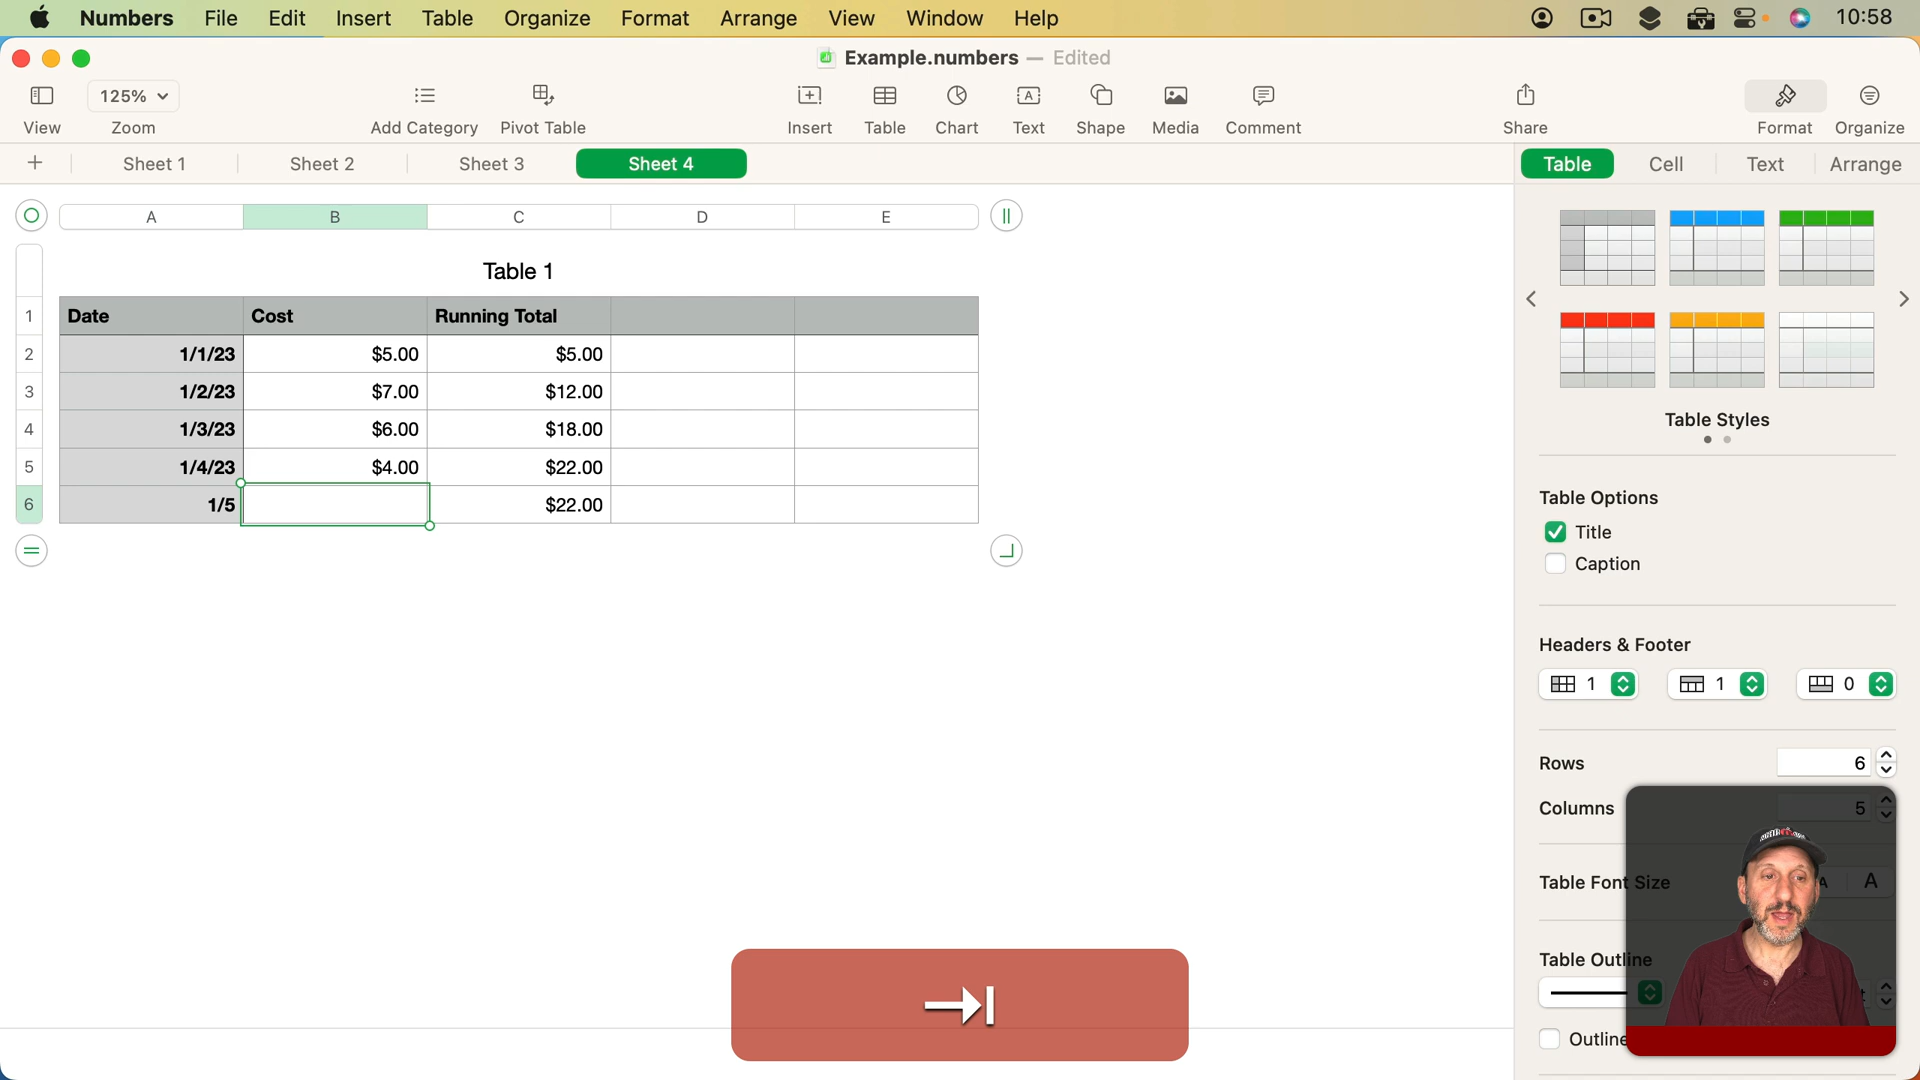 Numbers File Edit Insert Table Organize Format Arrange View Window Help 10:58
Example.numbers — Edited
125%
View Zoom Add Category Pivot Table Insert Table Chart Text Shape Media Comment Share Format Organize
+ Sheet 1 Sheet 2 Sheet 3 Sheet 4 Table Cell Text Arrange
A B C D E
Table 1
1 Date Cost Running Total
2 1/1/23 $5.00 $5.00
3 1/2/23 $7.00 $12.00
4 1/3/23 $6.00 $18.00
5 1/4/23 $4.00 $22.00
6 1/5 $22.00
Table Styles
Table Options
Title
Caption
Headers & Footer
1 1 0
Rows 6
Columns 5
Table Font Size A A
Table Outline
Outline